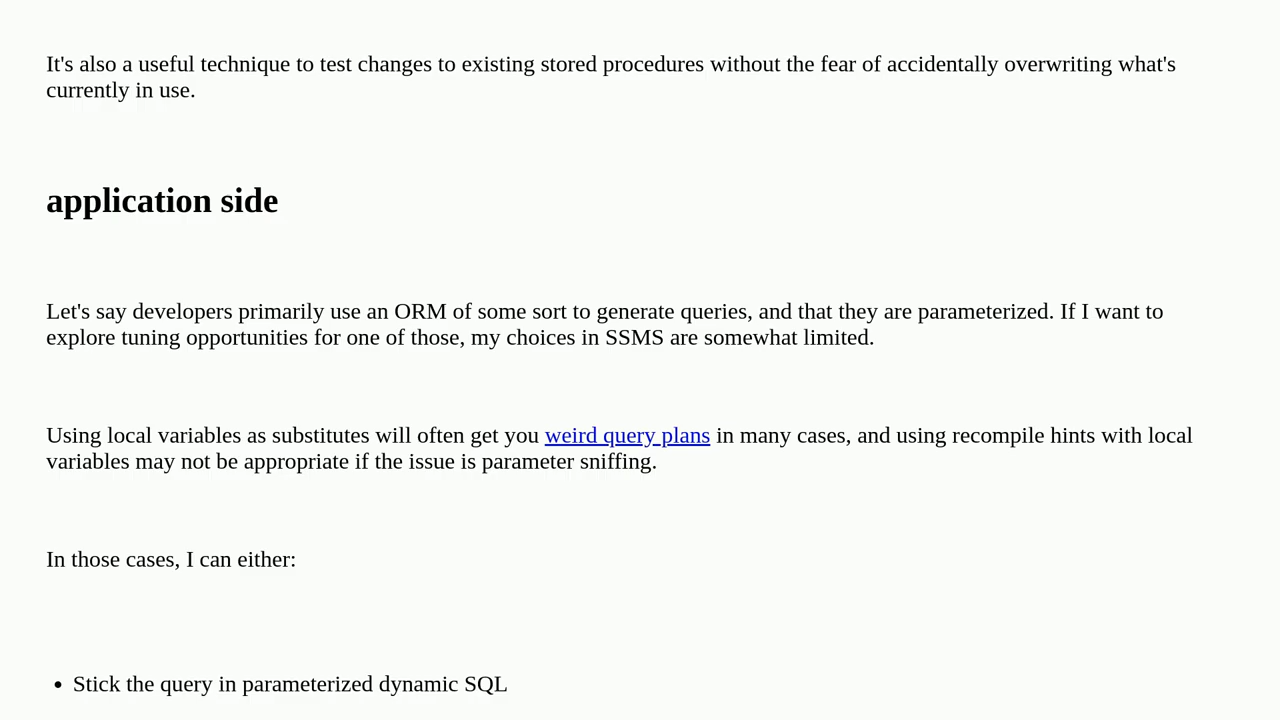 It's also a useful technique to test changes to existing stored procedures without the fear of accidentally overwriting what's
currently in use.
application side
Let's say developers primarily use an ORM of some sort to generate queries, and that they are parameterized. If I want to
explore tuning opportunities for one of those, my choices in SSMS are somewhat limited.
Using local variables as substitutes will often get you weird query plans in many cases, and using recompile hints with local
variables may not be appropriate if the issue is parameter sniffing.
In those cases, I can either:
• Stick the query in parameterized dynamic SQL